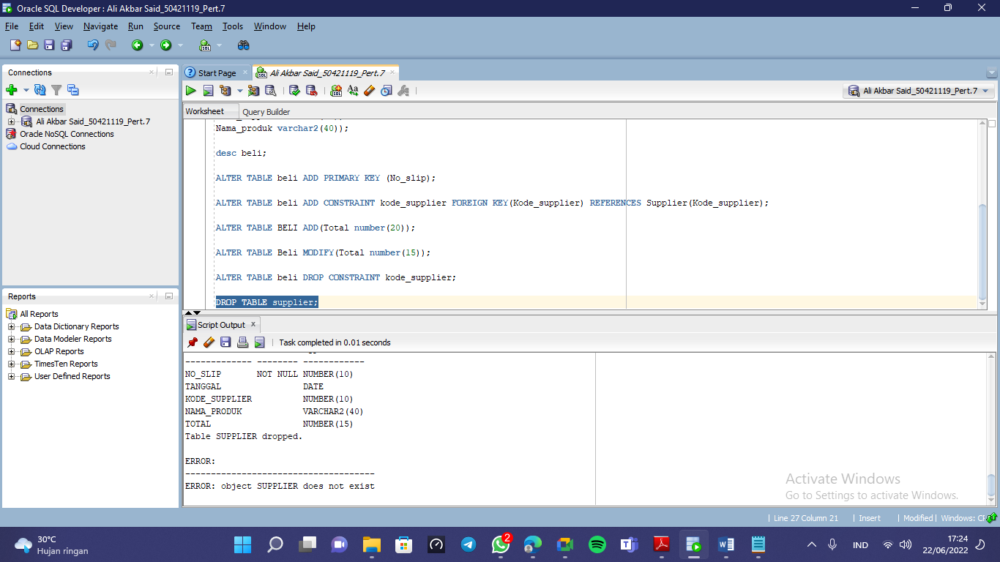 Oracle SQL Developer : Ali Akbar Said_50421119_Pert.7
File Edit View Navigate Run Source Team Tools Window Help
Connections
Connections
Ali Akbar Said_50421119_Pert.7
Oracle NoSQL Connections
Cloud Connections
Reports
All Reports
Data Dictionary Reports
Data Modeler Reports
OLAP Reports
TimesTen Reports
User Defined Reports
Start Page Ali Akbar Said_50421119_Pert.7
Ali Akbar Said_50421119_Pert.7
Worksheet Query Builder
Nama_produk varchar2(40));
desc beli;
ALTER TABLE beli ADD PRIMARY KEY (No_slip);
ALTER TABLE beli ADD CONSTRAINT kode_supplier FOREIGN KEY(Kode_supplier) REFERENCES Supplier(Kode_supplier);
ALTER TABLE BELI ADD(Total number(20));
ALTER TABLE Beli MODIFY(Total number(15));
ALTER TABLE beli DROP CONSTRAINT kode_supplier;
DROP TABLE supplier;
Script Output x
Task completed in 0.01 seconds
------------- -------- ------------
NO_SLIP NOT NULL NUMBER(10)
TANGGAL DATE
KODE_SUPPLIER NUMBER(10)
NAMA_PRODUK VARCHAR2(40)
TOTAL NUMBER(15)
Table SUPPLIER dropped.
ERROR:
-------------------------------------
ERROR: object SUPPLIER does not exist
Activate Windows
Go to Settings to activate Windows.
| Line 27 Column 21 | Insert | Modified | Windows: C
30°C
Hujan ringan
2
IND
17:24
22/06/2022